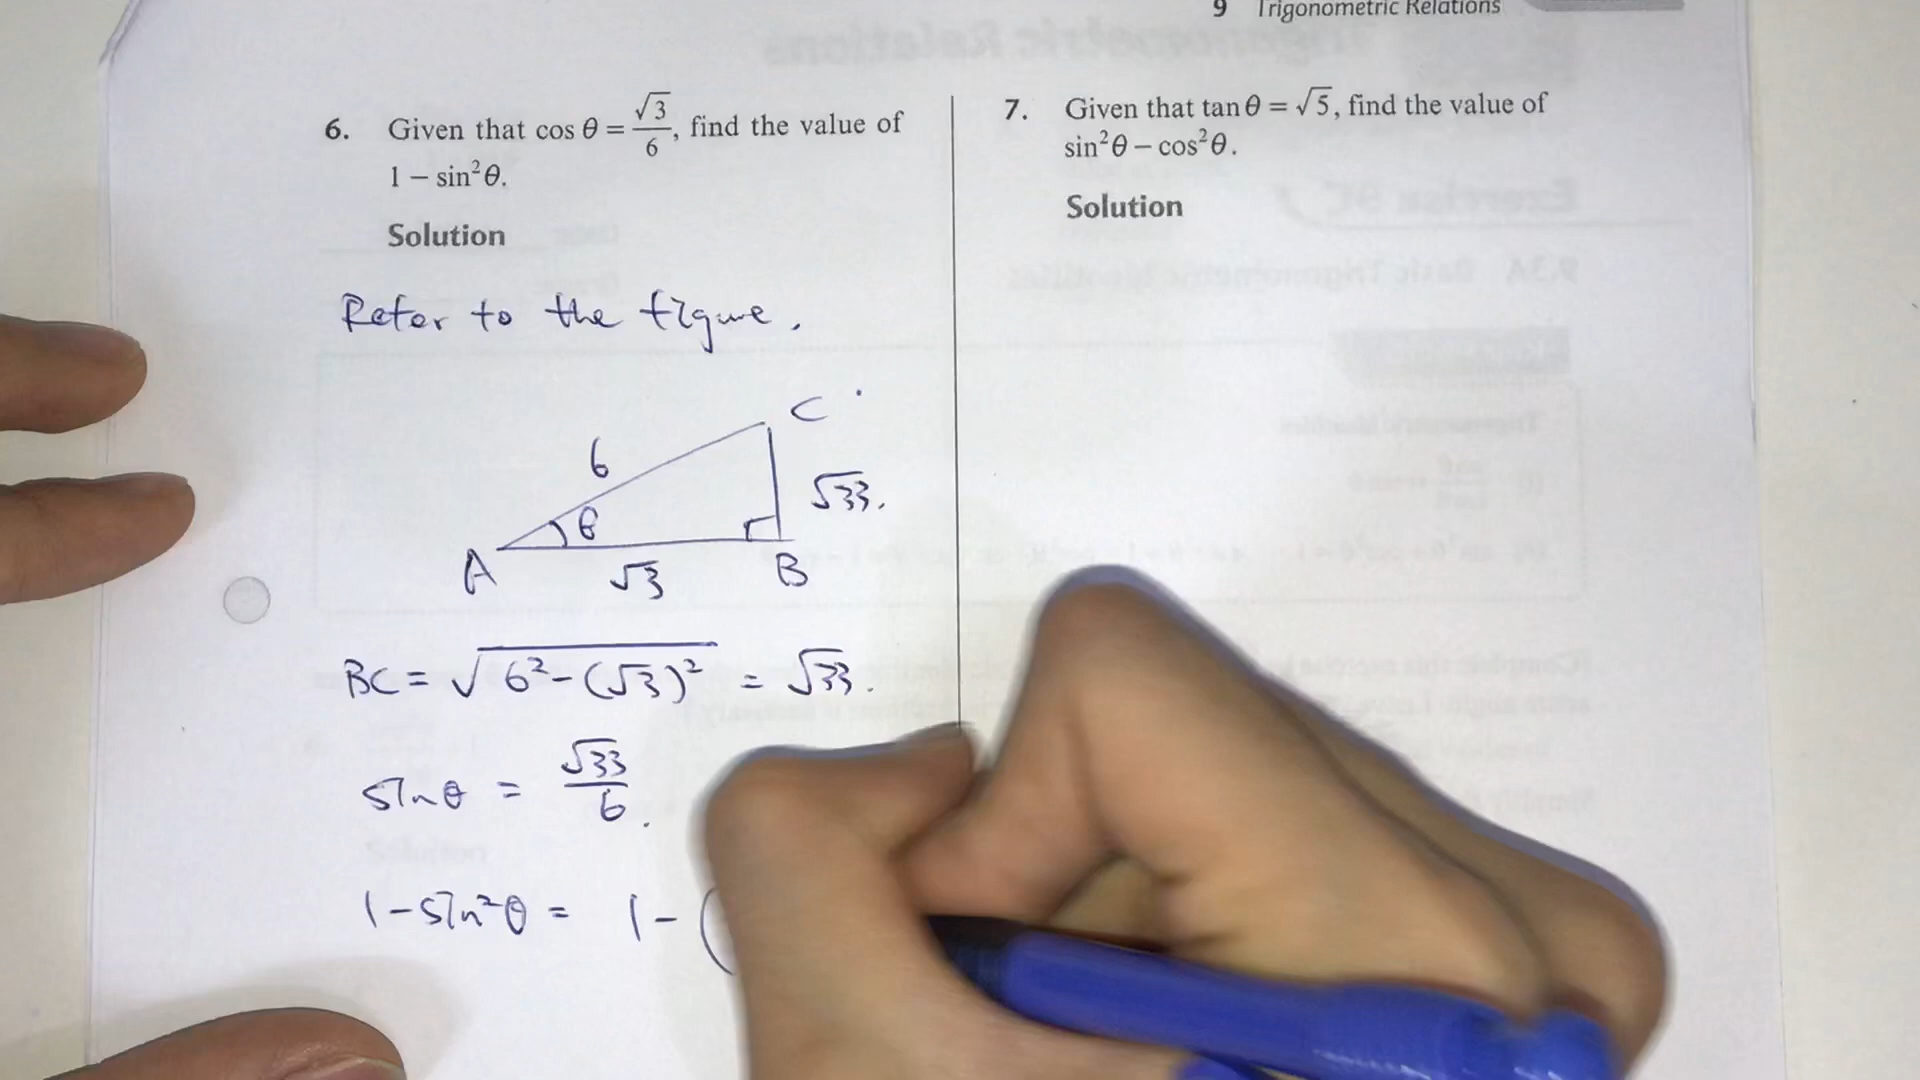 9 Trigonometric Relations
6. Given that cos θ = √3/6, find the value of
1 – sin²θ.
Solution
Refer to the figure.
C
6
√33.
θ
A
√3
B
BC = √(6² – (√3)²) = √33.
sinθ = √33/6.
1 – sin²θ = 1 – (
7. Given that tan θ = √5, find the value of
sin²θ – cos²θ.
Solution